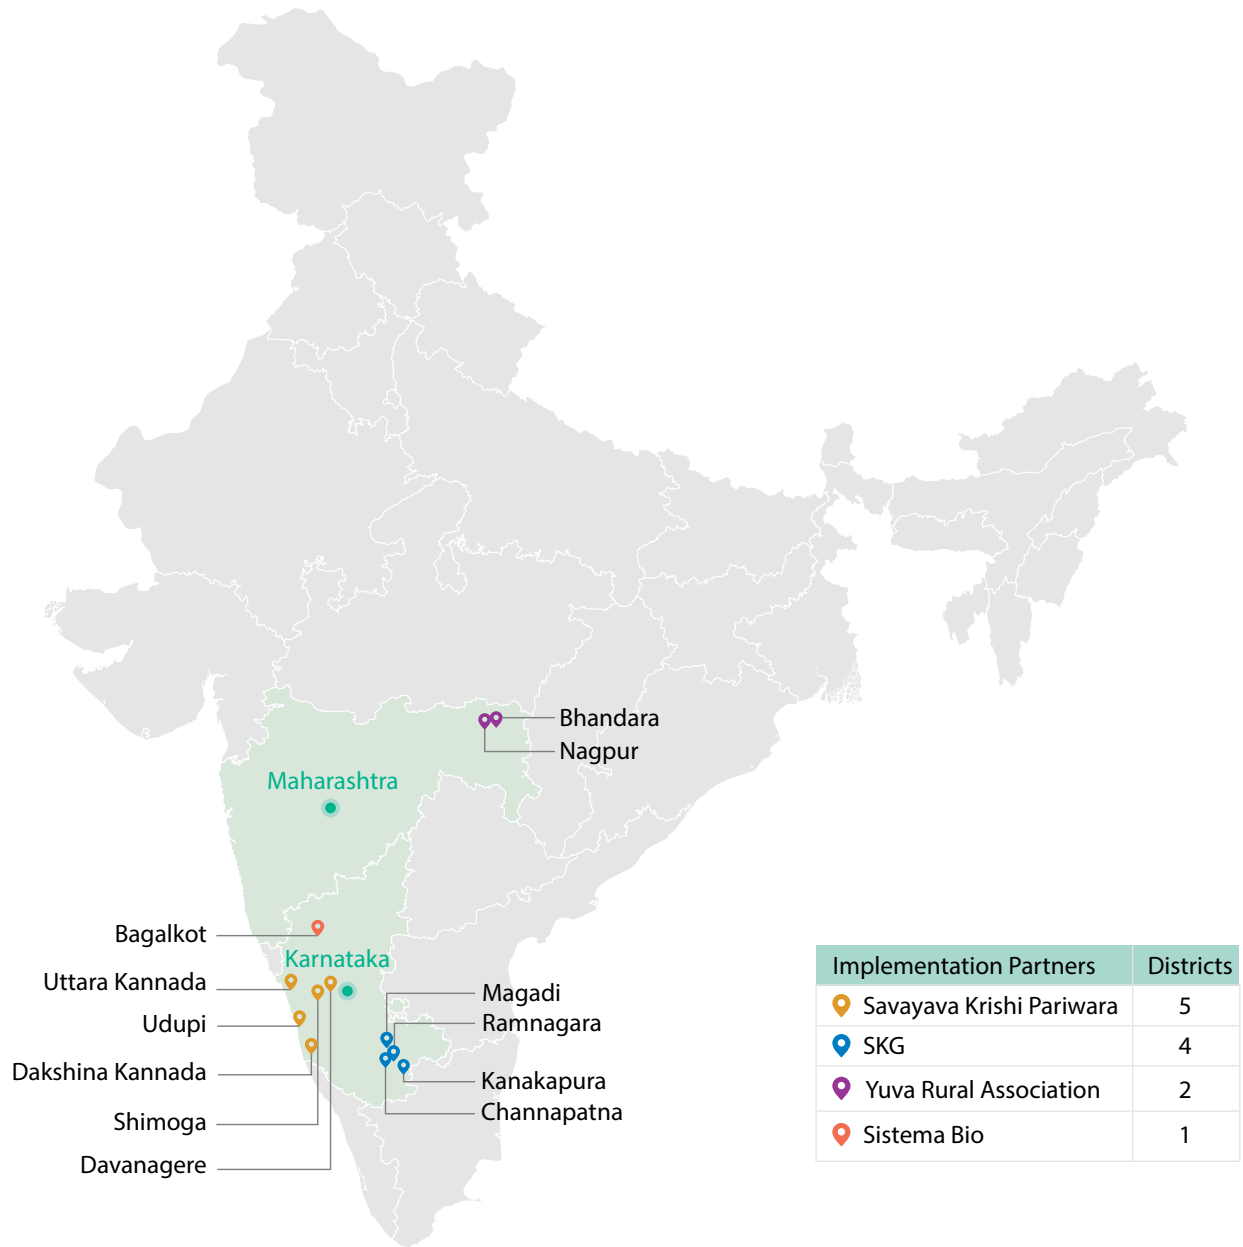 Bhandara
Nagpur
Maharashtra
Bagalkot
Karnataka
Uttara Kannada
Udupi
Dakshina Kannada
Shimoga
Davanagere
Magadi
Ramnagara
Kanakapura
Channapatna
Implementation Partners Districts
Savayava Krishi Pariwara 5
SKG 4
Yuva Rural Association 2
Sistema Bio 1